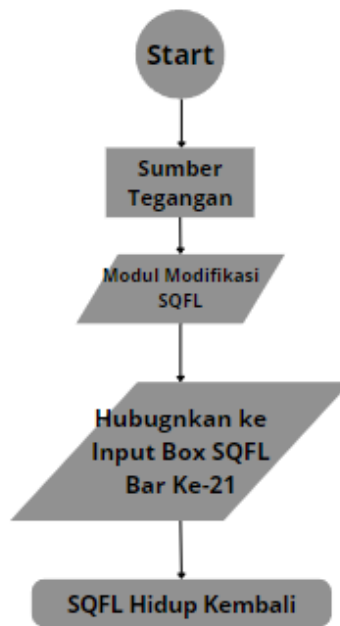 Start
Sumber
Tegangan
Modul Modifikasi
SQFL
Hubugnkan ke
Input Box SQFL
Bar Ke-21
SQFL Hidup Kembali